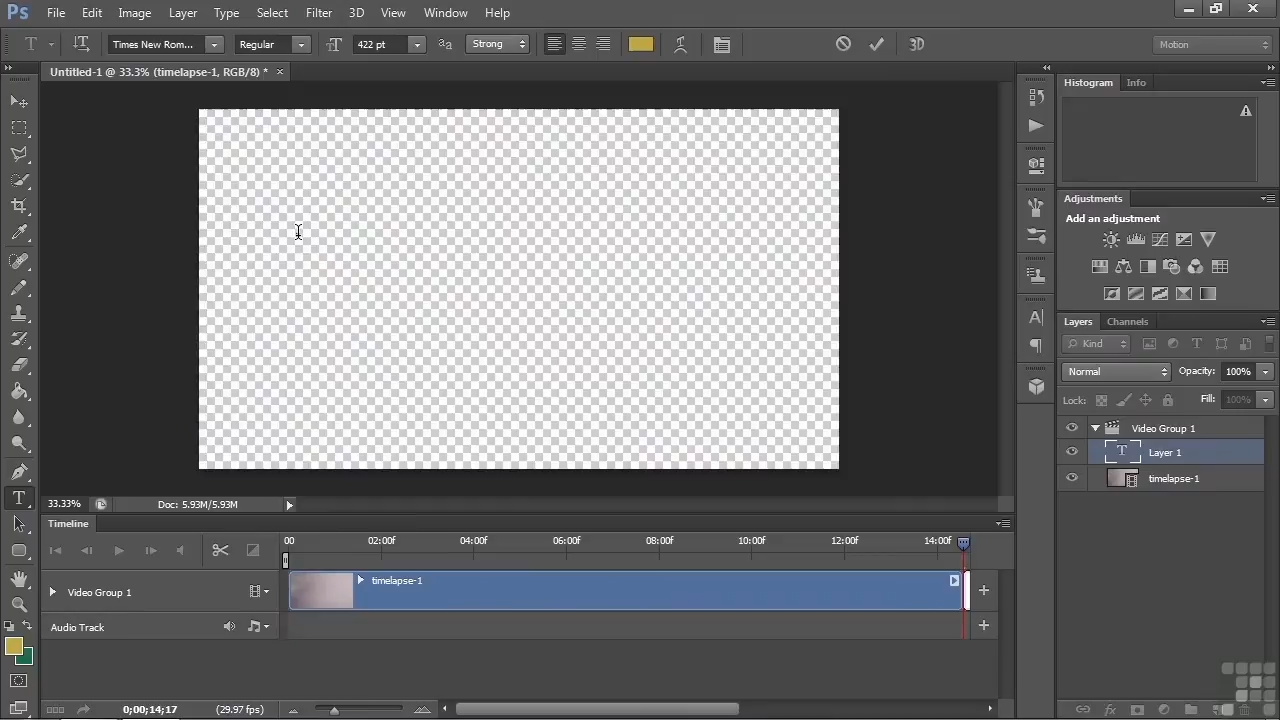 Ps File Edit Image Layer Type Select Filter 3D View Window Help
T Times New Rom... Regular 422 pt aa Strong 3D Motion
Untitled-1 @ 33.3% (timelapse-1, RGB/8) * ×
Histogram Info
Adjustments
Add an adjustment
Layers Channels
Kind
Normal Opacity: 100%
Lock: Fill: 100%
Video Group 1
T Layer 1
timelapse-1
33.33% Doc: 5.93M/5.93M
Timeline
00 02:00f 04:00f 06:00f 08:00f 10:00f 12:00f 14:00f
Video Group 1 timelapse-1
Audio Track
0;00;14;17 (29.97 fps)